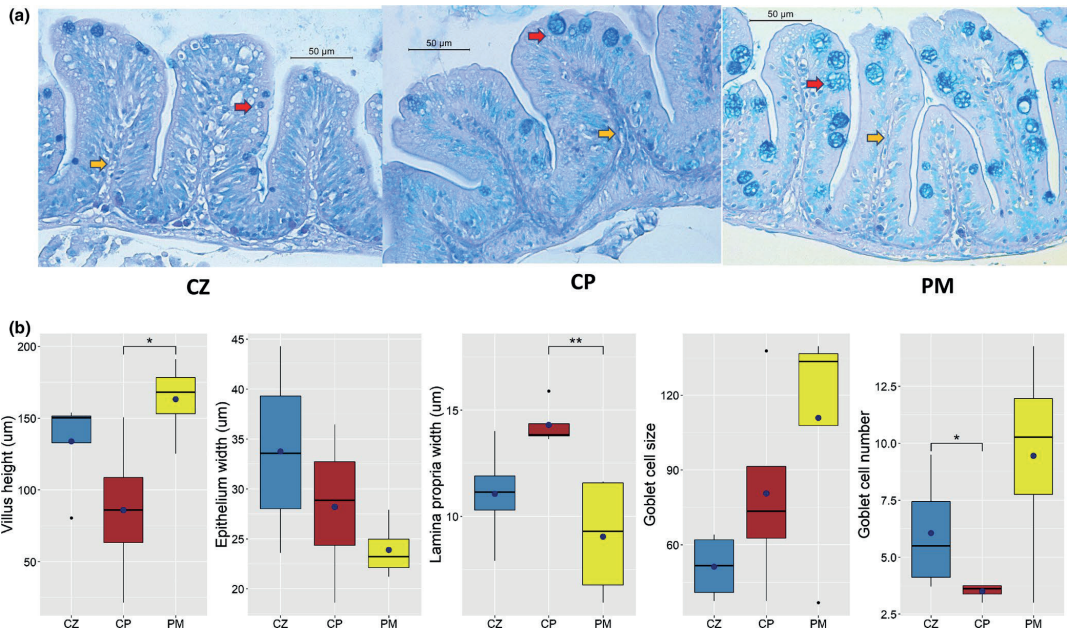 (a)
50 µm
50 µm
50 µm
CZ
CP
PM
(b)
Villus height (um)
200
150
100
50
*
CZ
CP
PM
Epithelium width (um)
45
40
35
30
25
20
CZ
CP
PM
Lamina propria width (um)
15
10
**
CZ
CP
PM
Goblet cell size
120
90
60
CZ
CP
PM
Goblet cell number
12.5
10.0
7.5
5.0
2.5
*
CZ
CP
PM